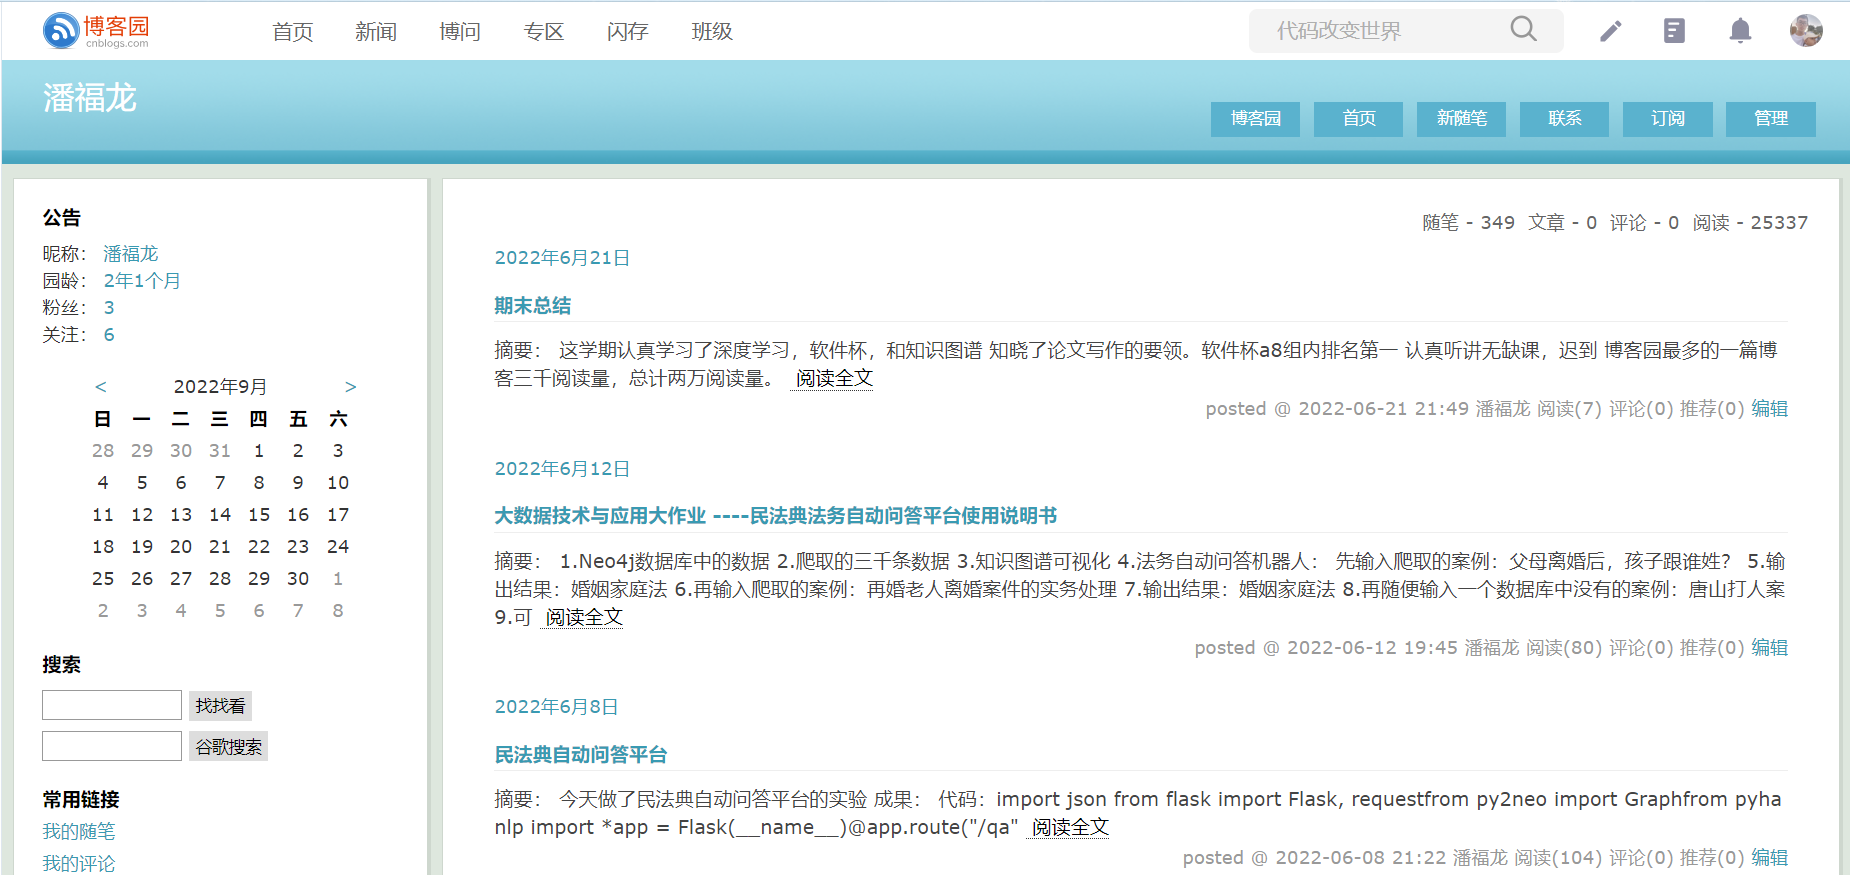 博客园
cnblogs.com
首页 新闻 博问 专区 闪存 班级
代码改变世界
潘福龙
博客园 首页 新随笔 联系 订阅 管理
公告
昵称： 潘福龙
园龄： 2年1个月
粉丝： 3
关注： 6
< 2022年9月 >
日 一 二 三 四 五 六
28 29 30 31 1 2 3
4 5 6 7 8 9 10
11 12 13 14 15 16 17
18 19 20 21 22 23 24
25 26 27 28 29 30 1
2 3 4 5 6 7 8
搜索
找找看
谷歌搜索
常用链接
我的随笔
我的评论
随笔 - 349 文章 - 0 评论 - 0 阅读 - 25337
2022年6月21日
期末总结
摘要： 这学期认真学习了深度学习，软件杯，和知识图谱 知晓了论文写作的要领。软件杯a8组内排名第一 认真听讲无缺课，迟到 博客园最多的一篇博
客三千阅读量，总计两万阅读量。 阅读全文
posted @ 2022-06-21 21:49 潘福龙 阅读(7) 评论(0) 推荐(0) 编辑
2022年6月12日
大数据技术与应用大作业 ----民法典法务自动问答平台使用说明书
摘要： 1.Neo4j数据库中的数据 2.爬取的三千条数据 3.知识图谱可视化 4.法务自动问答机器人： 先输入爬取的案例：父母离婚后，孩子跟谁姓？ 5.输
出结果：婚姻家庭法 6.再输入爬取的案例：再婚老人离婚案件的实务处理 7.输出结果：婚姻家庭法 8.再随便输入一个数据库中没有的案例：唐山打人案
9.可 阅读全文
posted @ 2022-06-12 19:45 潘福龙 阅读(80) 评论(0) 推荐(0) 编辑
2022年6月8日
民法典自动问答平台
摘要： 今天做了民法典自动问答平台的实验 成果： 代码：import json from flask import Flask, requestfrom py2neo import Graphfrom pyha
nlp import *app = Flask(__name__)@app.route("/qa" 阅读全文
posted @ 2022-06-08 21:22 潘福龙 阅读(104) 评论(0) 推荐(0) 编辑